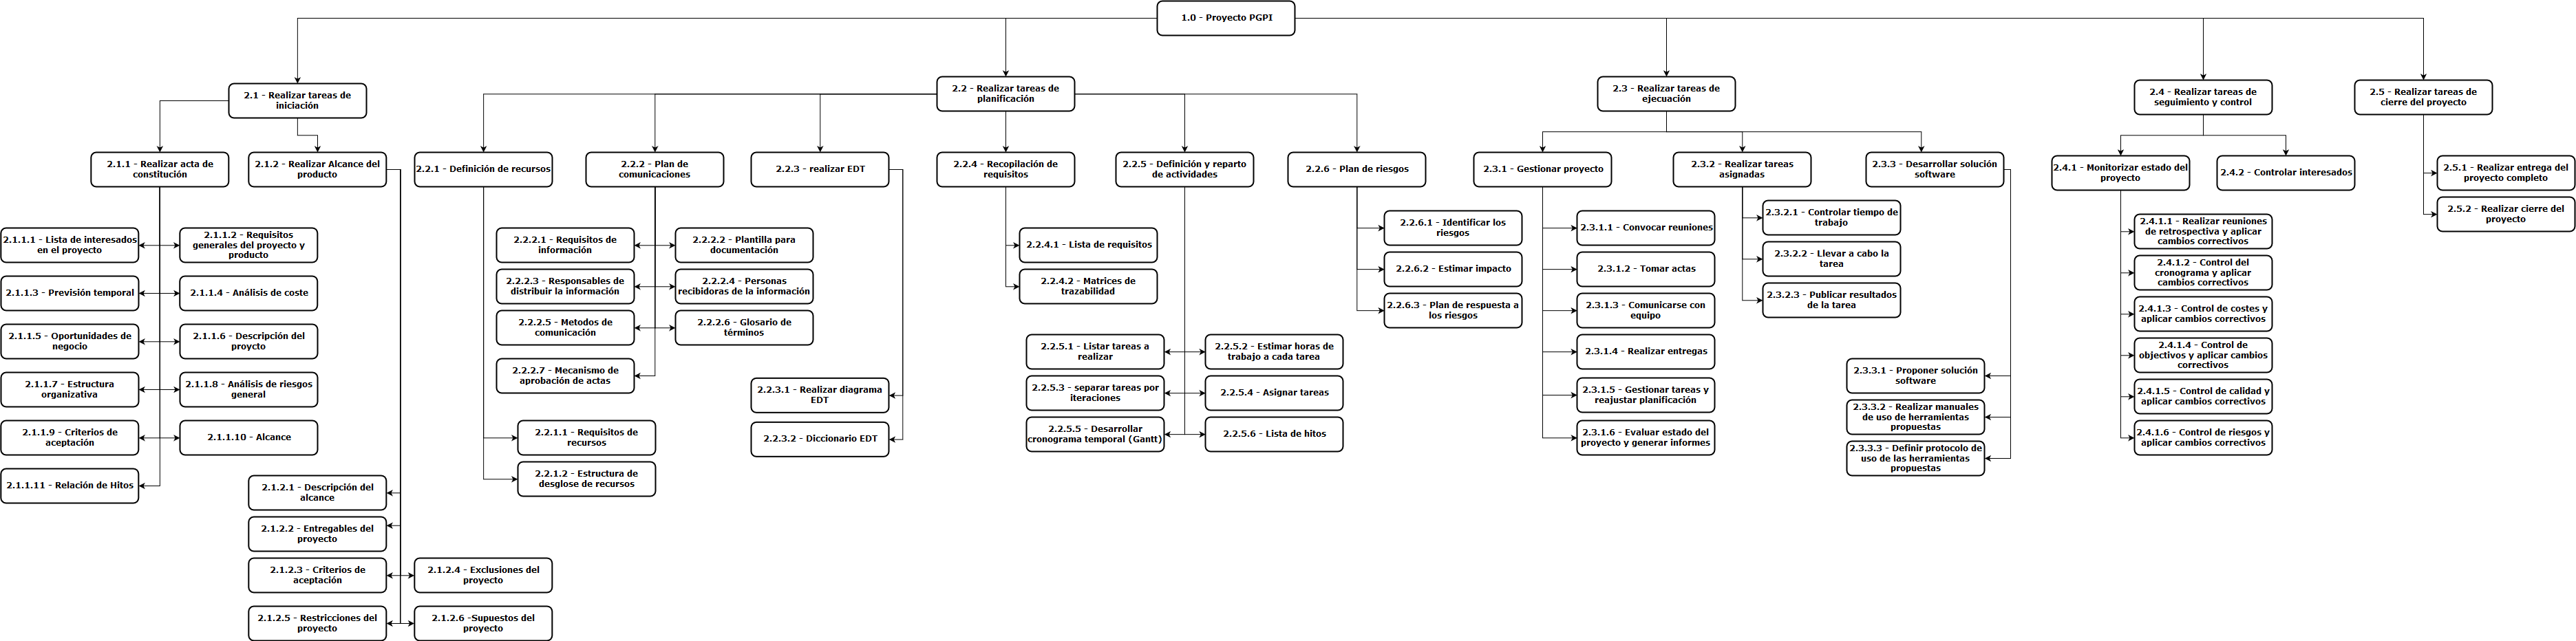 1.0 - Proyecto PGPI
2.1 - Realizar tareas de
iniciación
2.2 - Realizar tareas de
planificación
2.3 - Realizar tareas de
ejecuación
2.4 - Realizar tareas de
seguimiento y control
2.5 - Realizar tareas de
cierre del proyecto
2.1.1 - Realizar acta de
constitución
2.1.2 - Realizar Alcance del
producto
2.2.1 - Definición de recursos
2.2.2 - Plan de
comunicaciones
2.2.3 - realizar EDT
2.2.4 - Recopilación de
requisitos
2.2.5 - Definición y reparto
de actividades
2.2.6 - Plan de riesgos
2.3.1 - Gestionar proyecto
2.3.2 - Realizar tareas
asignadas
2.3.3 - Desarrollar solución
software
2.4.1 - Monitorizar estado del
proyecto
2.4.2 - Controlar interesados
2.5.1 - Realizar entrega del
proyecto completo
2.5.2 - Realizar cierre del
proyecto
2.1.1.1 - Lista de interesados
en el proyecto
2.1.1.2 - Requisitos
generales del proyecto y
producto
2.1.1.3 - Previsión temporal
2.1.1.4 - Análisis de coste
2.1.1.5 - Oportunidades de
negocio
2.1.1.6 - Descripción del
proycto
2.1.1.7 - Estructura
organizativa
2.1.1.8 - Análisis de riesgos
general
2.1.1.9 - Criterios de
aceptación
2.1.1.10 - Alcance
2.1.1.11 - Relación de Hitos
2.1.2.1 - Descripción del
alcance
2.1.2.2 - Entregables del
proyecto
2.1.2.3 - Criterios de
aceptación
2.1.2.4 - Exclusiones del
proyecto
2.1.2.5 - Restricciones del
proyecto
2.1.2.6 -Supuestos del
proyecto
2.2.2.1 - Requisitos de
información
2.2.2.2 - Plantilla para
documentación
2.2.2.3 - Responsables de
distribuir la información
2.2.2.4 - Personas
recibidoras de la información
2.2.2.5 - Metodos de
comunicación
2.2.2.6 - Glosario de
términos
2.2.2.7 - Mecanismo de
aprobación de actas
2.2.1.1 - Requisitos de
recursos
2.2.1.2 - Estructura de
desglose de recursos
2.2.3.1 - Realizar diagrama
EDT
2.2.3.2 - Diccionario EDT
2.2.4.1 - Lista de requisitos
2.2.4.2 - Matrices de
trazabilidad
2.2.5.1 - Listar tareas a
realizar
2.2.5.2 - Estimar horas de
trabajo a cada tarea
2.2.5.3 - separar tareas por
iteraciones
2.2.5.4 - Asignar tareas
2.2.5.5 - Desarrollar
cronograma temporal (Gantt)
2.2.5.6 - Lista de hitos
2.2.6.1 - Identificar los
riesgos
2.2.6.2 - Estimar impacto
2.2.6.3 - Plan de respuesta a
los riesgos
2.3.1.1 - Convocar reuniones
2.3.1.2 - Tomar actas
2.3.1.3 - Comunicarse con
equipo
2.3.1.4 - Realizar entregas
2.3.1.5 - Gestionar tareas y
reajustar planificación
2.3.1.6 - Evaluar estado del
proyecto y generar informes
2.3.2.1 - Controlar tiempo de
trabajo
2.3.2.2 - Llevar a cabo la
tarea
2.3.2.3 - Publicar resultados
de la tarea
2.3.3.1 - Proponer solución
software
2.3.3.2 - Realizar manuales
de uso de herramientas
propuestas
2.3.3.3 - Definir protocolo de
uso de las herramientas
propuestas
2.4.1.1 - Realizar reuniones
de retrospectiva y aplicar
cambios correctivos
2.4.1.2 - Control del
cronograma y aplicar
cambios correctivos
2.4.1.3 - Control de costes y
aplicar cambios correctivos
2.4.1.4 - Control de
objectivos y aplicar cambios
correctivos
2.4.1.5 - Control de calidad y
aplicar cambios correctivos
2.4.1.6 - Control de riesgos y
aplicar cambios correctivos